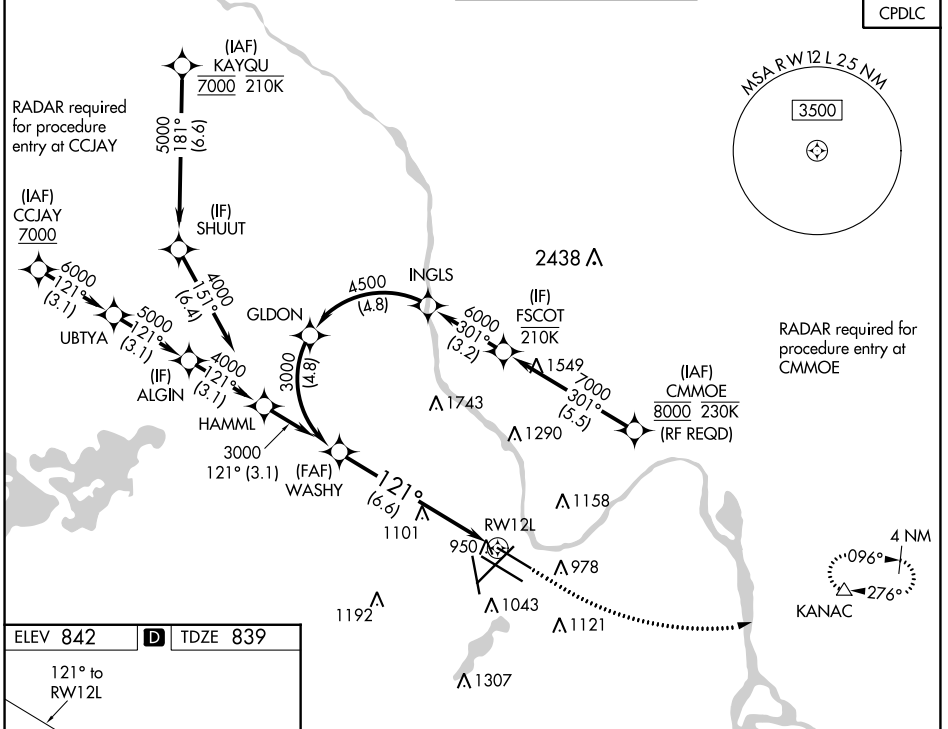 CPDLC
(IAF)
KAYQU
7000 210K
RADAR required
for procedure
entry at CCJAY
5000
181°
(6.6)
MSA RW 12 L 25 NM
3500
(IAF)
CCJAY
7000
(IF)
SHUUT
6000
121°
(3.1)
UBTYA
5000
121°
(3.1)
4000
151°
(6.4)
(IF)
ALGIN
4000
121°
(3.1)
HAMML
3000
121° (3.1)
GLDON
4500
(4.8)
3000
(4.8)
INGLS
6000
301°
(3.2)
2438
(IF)
FSCOT
210K
1549
7000
301°
(5.5)
RADAR required for
procedure entry at
CMMOE
(IAF)
CMMOE
8000 230K
(RF REQD)
1743
1290
(FAF)
WASHY
121°
(6.6)
1101
1158
RW12L
950
978
4 NM
096°
276°
KANAC
1192
1043
1121
1307
ELEV 842
D
TDZE 839
121° to
RW12L